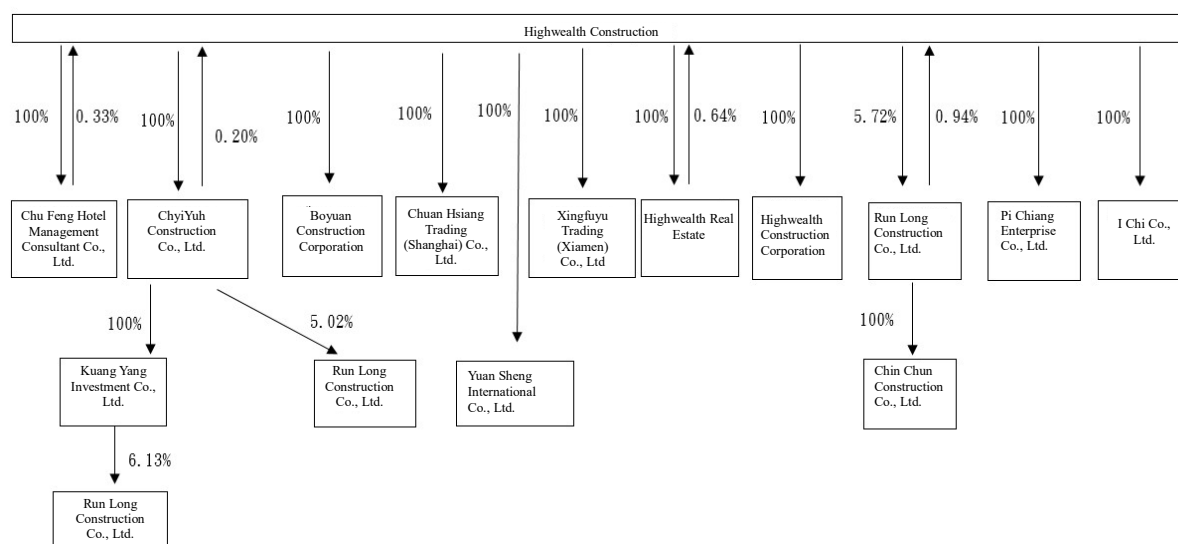 Highwealth Construction
100%
0.33%
100%
0.20%
100%
100%
100%
100%
100%
0.64%
100%
5.72%
0.94%
100%
100%
Chu Feng Hotel
Management
Consultant Co.,
Ltd.
ChyiYuh
Construction
Co., Ltd.
Boyuan
Construction
Corporation
Chuan Hsiang
Trading
(Shanghai) Co.,
Ltd.
Xingfuyu
Trading
(Xiamen)
Co., Ltd
Highwealth Real
Estate
Highwealth
Construction
Corporation
Run Long
Construction
Co., Ltd.
Pi Chiang
Enterprise
Co., Ltd.
I Chi Co.,
Ltd.
100%
5.02%
100%
Kuang Yang
Investment Co.,
Ltd.
Run Long
Construction
Co., Ltd.
Yuan Sheng
International
Co., Ltd.
Chin Chun
Construction
Co., Ltd.
6.13%
Run Long
Construction
Co., Ltd.